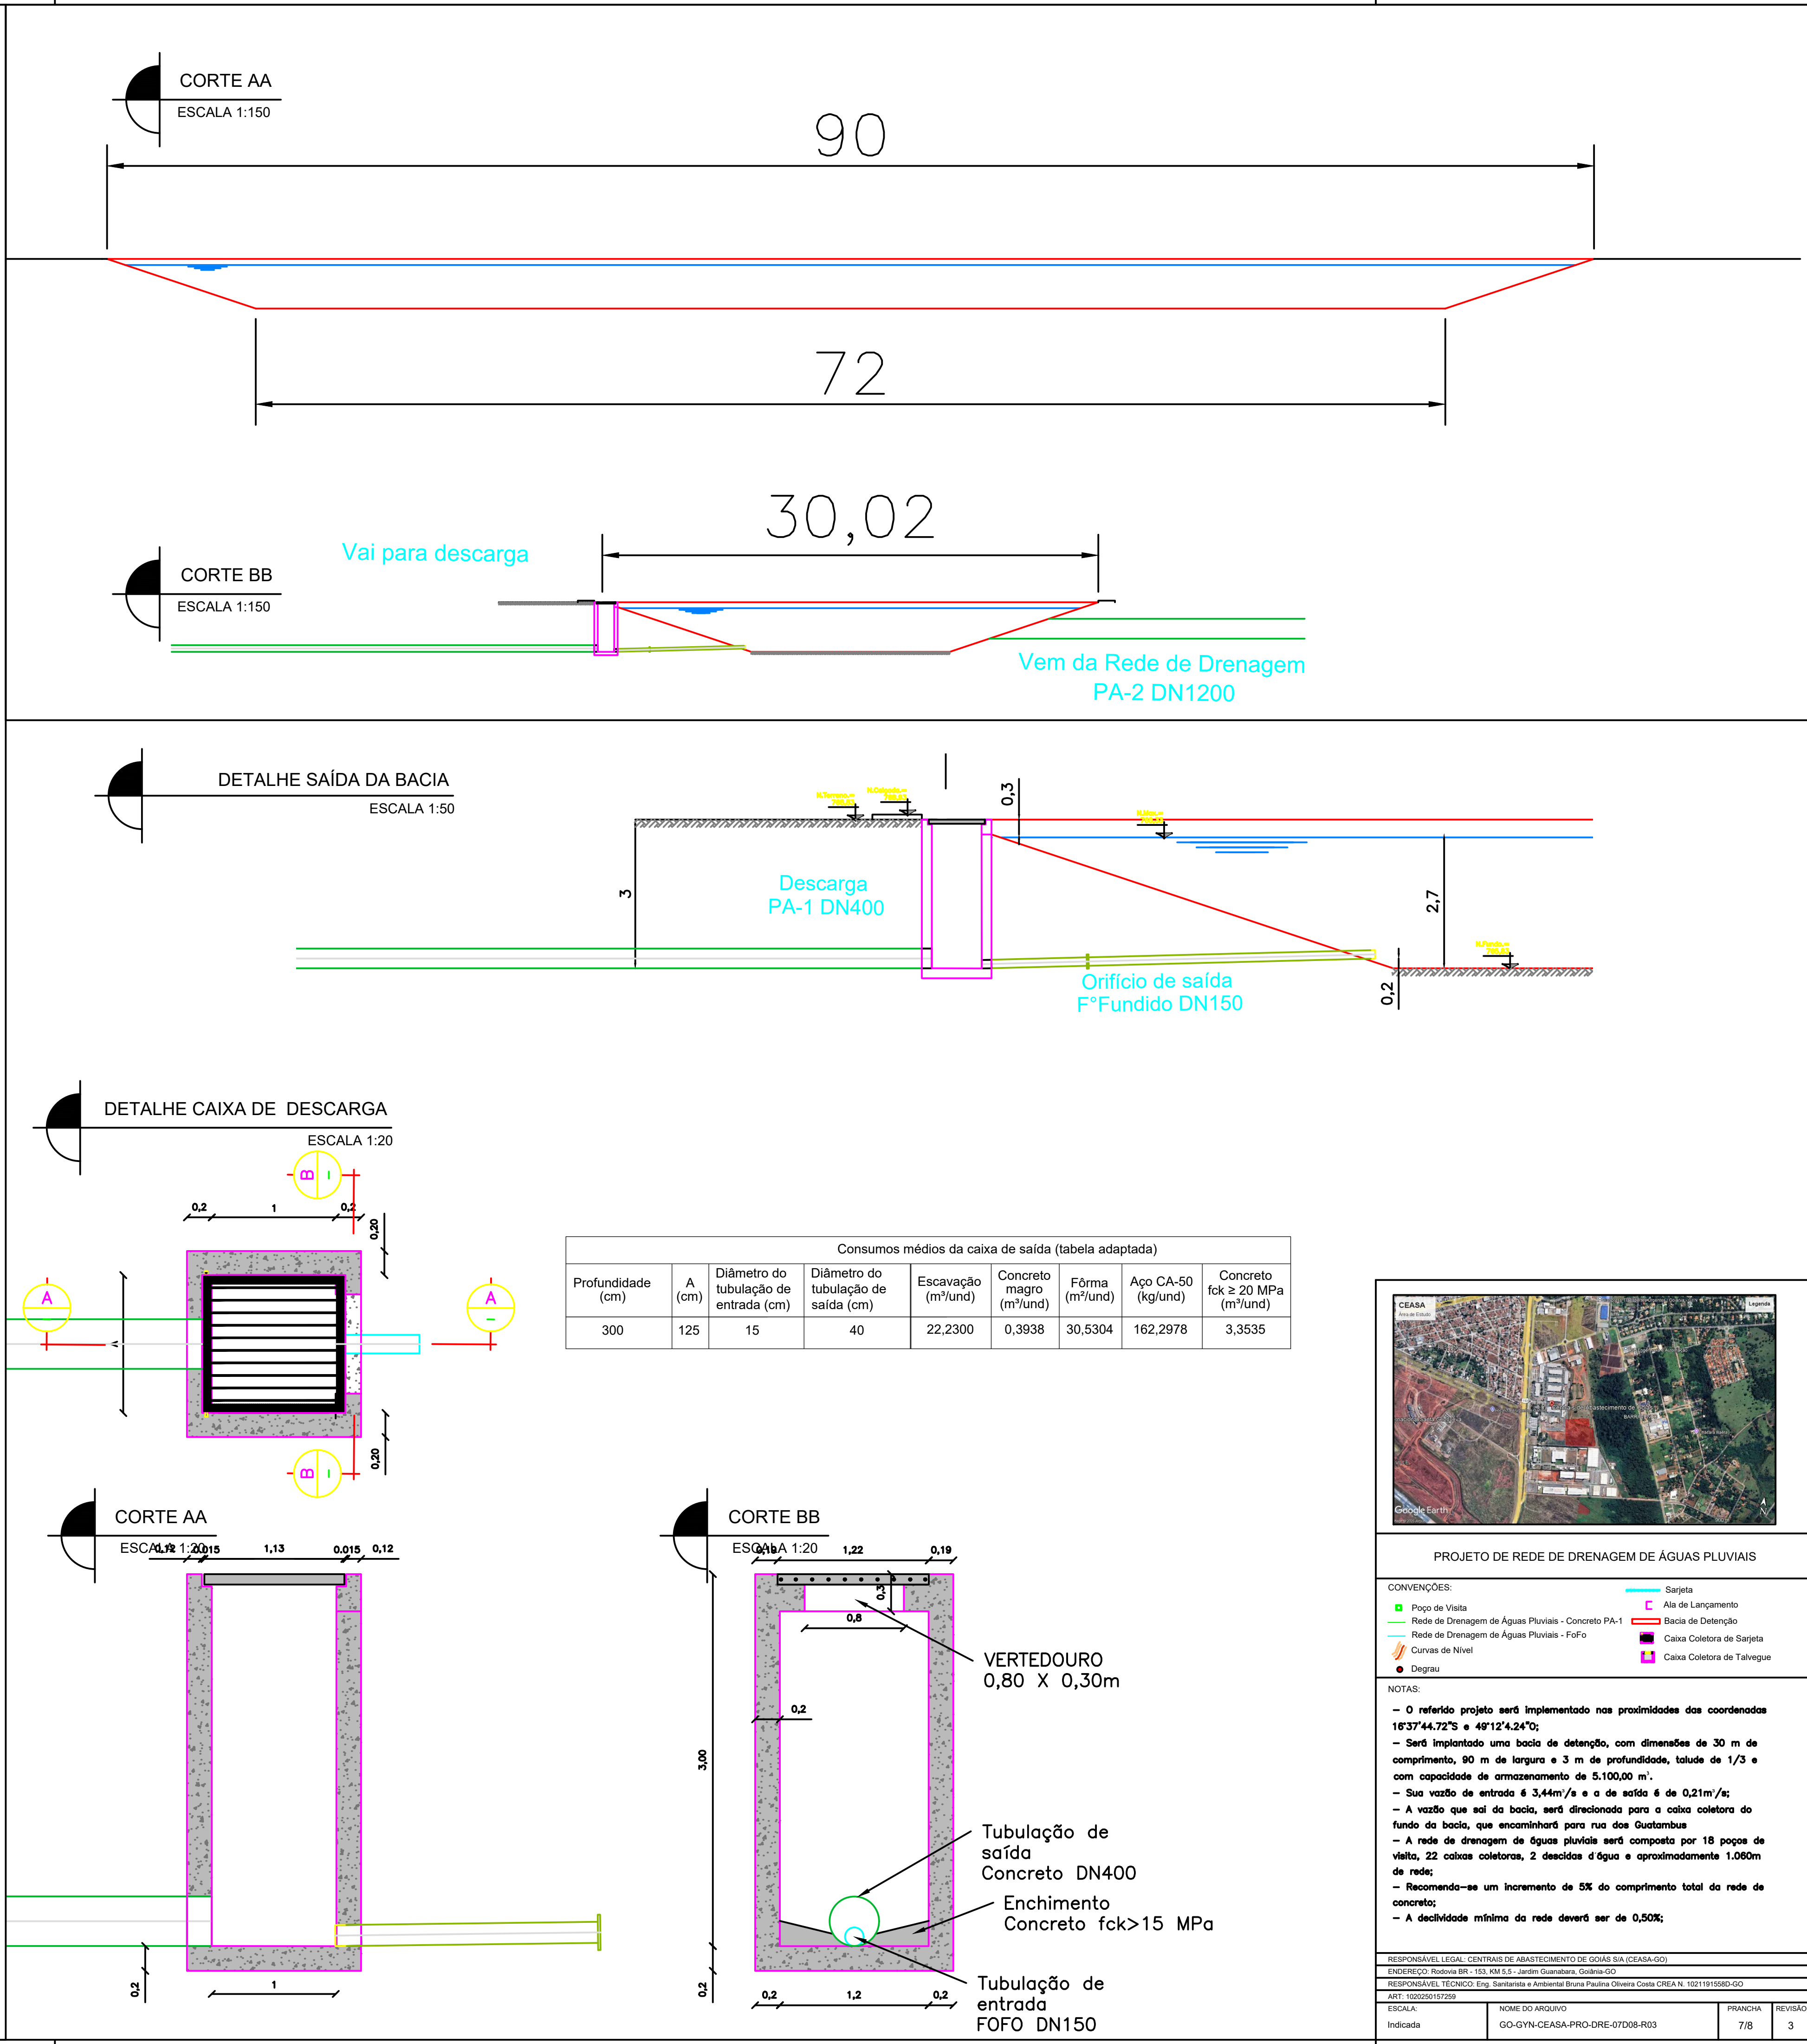 CORTE AA
ESCALA 1:150
90
72
30,02
Vai para descarga
CORTE BB
ESCALA 1:150
Vem da Rede de Drenagem
PA-2 DN1200
DETALHE SAÍDA DA BACIA
ESCALA 1:50
0,3
3
Descarga
PA-1 DN400
2,7
Orifício de saída
F°Fundido DN150
0,2
DETALHE CAIXA DE DESCARGA
ESCALA 1:20
B
0,2
1
0,2
0,20
A
A
0,20
B
Consumos médios da caixa de saída (tabela adaptada)
Profundidade (cm)
A (cm)
Diâmetro do tubulação de entrada (cm)
Diâmetro do tubulação de saída (cm)
Escavação (m³/und)
Concreto magro (m³/und)
Fôrma (m²/und)
Aço CA-50 (kg/und)
Concreto fck ≥ 20 MPa (m³/und)
300
125
15
40
22,2300
0,3938
30,5304
162,2978
3,3535
CORTE AA
ESCALA 1:20
0,12
0.015
1,13
0.015
0,12
0,2
1
CORTE BB
ESCALA 1:20
0,19
1,22
0,19
0,3
0,8
VERTEDOURO
0,80 X 0,30m
0,2
3,00
Tubulação de
saída
Concreto DN400
Enchimento
Concreto fck>15 MPa
Tubulação de
entrada
FOFO DN150
0,2
0,2
1,2
0,2
CEASA
Área de Estudo
Legenda
Google Earth
N
PROJETO DE REDE DE DRENAGEM DE ÁGUAS PLUVIAIS
CONVENÇÕES:
Poço de Visita
Rede de Drenagem de Águas Pluviais - Concreto PA-1
Rede de Drenagem de Águas Pluviais - FoFo
Curvas de Nível
Degrau
Sarjeta
Ala de Lançamento
Bacia de Detenção
Caixa Coletora de Sarjeta
Caixa Coletora de Talvegue
NOTAS:
– O referido projeto será implementado nas proximidades das coordenadas
16°37'44.72"S e 49°12'4.24"O;
– Será implantado uma bacia de detenção, com dimensões de 30 m de
comprimento, 90 m de largura e 3 m de profundidade, talude de 1/3 e
com capacidade de armazenamento de 5.100,00 m³.
– Sua vazão de entrada é 3,44m³/s e a de saída é de 0,21m³/s;
– A vazão que sai da bacia, será direcionada para a caixa coletora do
fundo da bacia, que encaminhará para rua dos Guatambus
– A rede de drenagem de águas pluviais será composta por 18 poços de
visita, 22 caixas coletoras, 2 descidas d'água e aproximadamente 1.060m
de rede;
– Recomenda-se um incremento de 5% do comprimento total da rede de
concreto;
– A declividade mínima da rede deverá ser de 0,50%;
RESPONSÁVEL LEGAL: CENTRAIS DE ABASTECIMENTO DE GOIÁS S/A (CEASA-GO)
ENDEREÇO: Rodovia BR - 153, KM 5,5 - Jardim Guanabara, Goiânia-GO
RESPONSÁVEL TÉCNICO: Eng. Sanitarista e Ambiental Bruna Paulina Oliveira Costa CREA N. 1021191558D-GO
ART: 1020250157259
ESCALA:
Indicada
NOME DO ARQUIVO
GO-GYN-CEASA-PRO-DRE-07D08-R03
PRANCHA
7/8
REVISÃO
3